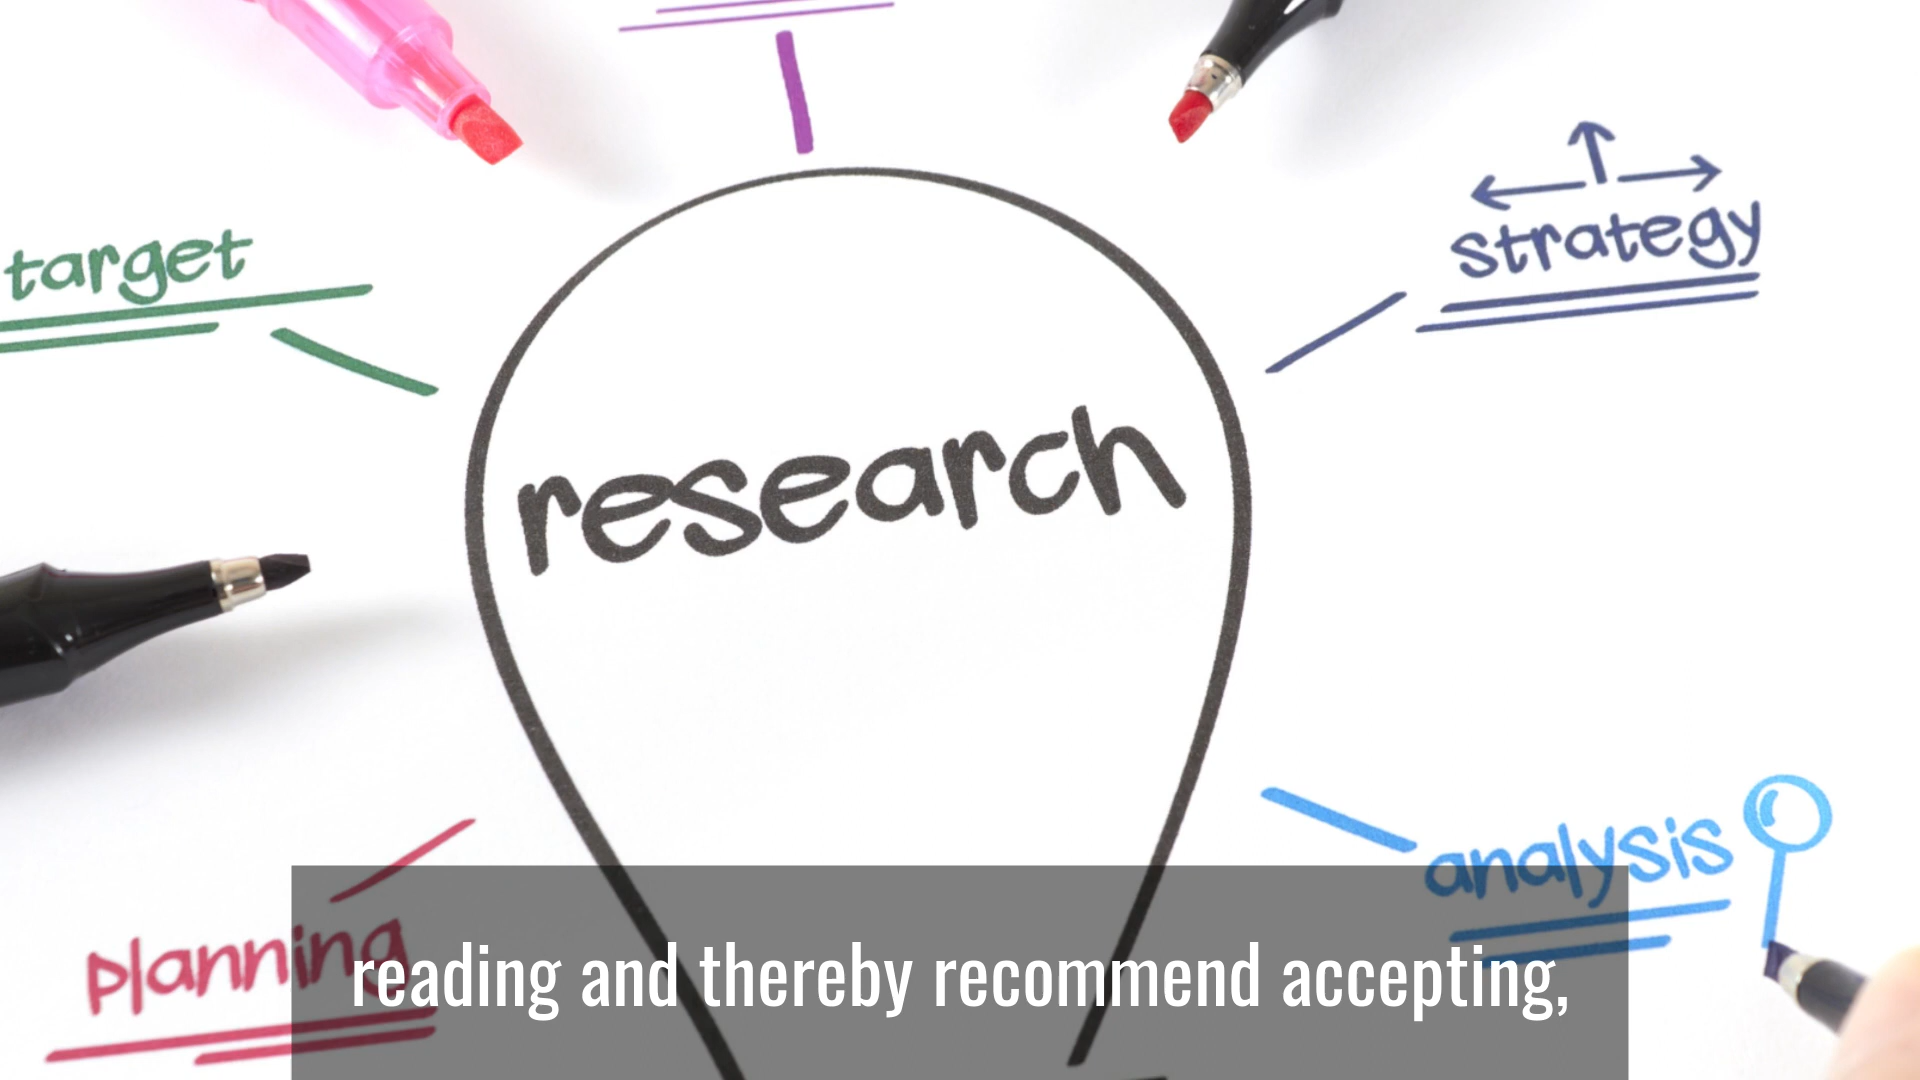 target
strategy
research
analysis
planning
reading and thereby recommend accepting,